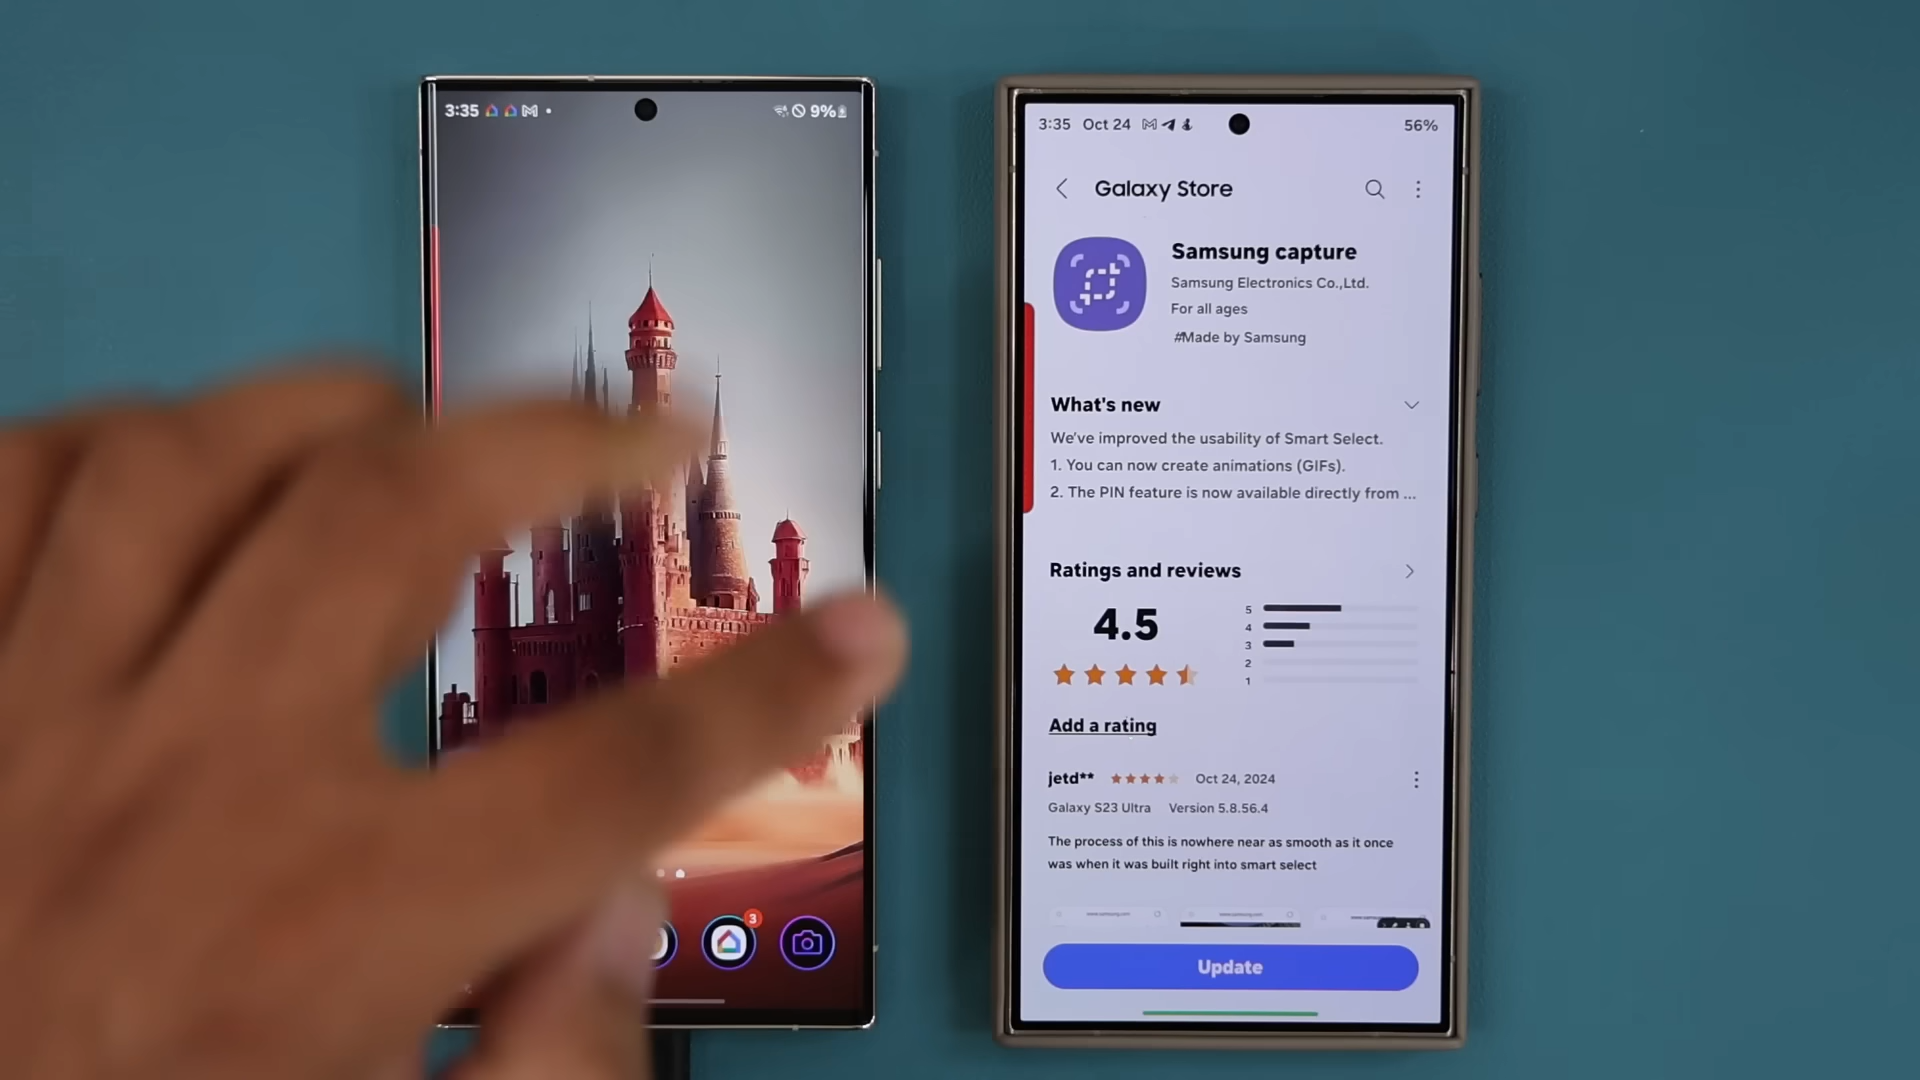 3:35
9%
3
3:35 Oct 24
56%
Galaxy Store
Samsung capture
Samsung Electronics Co.,Ltd.
For all ages
#Made by Samsung
What's new
We've improved the usability of Smart Select.
1. You can now create animations (GIFs).
2. The PIN feature is now available directly from ...
Ratings and reviews
4.5
5
4
3
2
1
Add a rating
jetd** Oct 24, 2024
Galaxy S23 Ultra Version 5.8.56.4
The process of this is nowhere near as smooth as it once
was when it was built right into smart select
Update